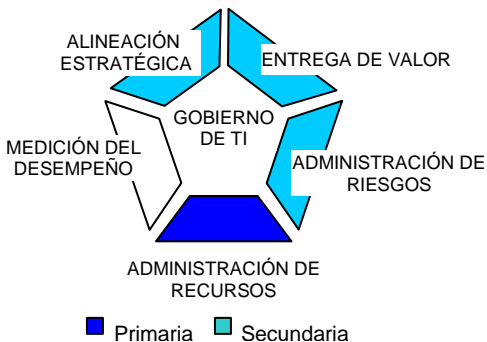 ALINEACIÓN
ESTRATÉGICA
ENTREGA DE VALOR
GOBIERNO
DE TI
MEDICIÓN DEL
DESEMPEÑO
ADMINISTRACIÓN DE
RIESGOS
ADMINISTRACIÓN DE
RECURSOS
Primaria Secundaria